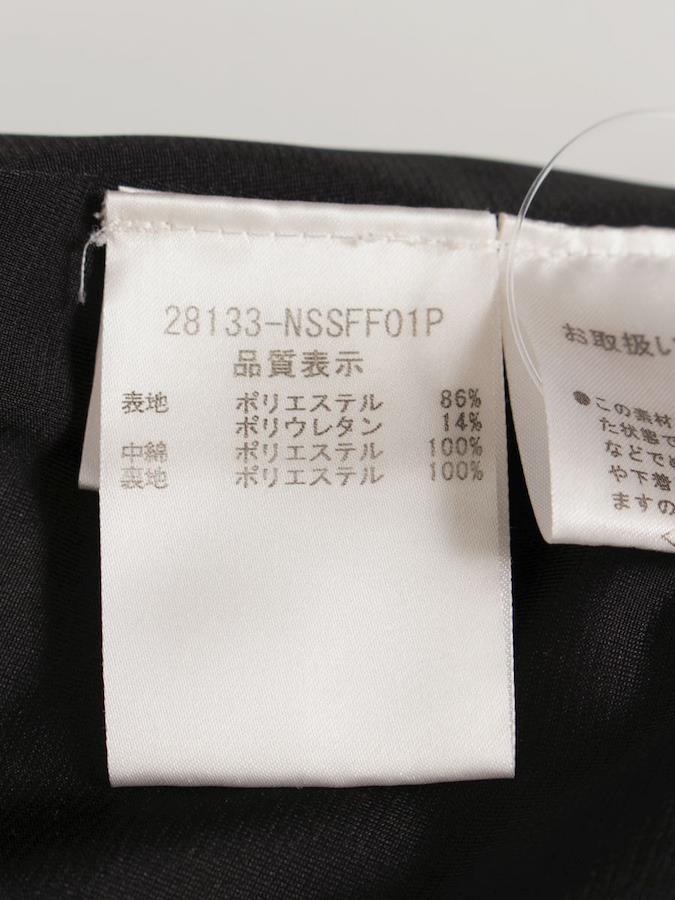 28133-NSSFF01P
品質表示
表地 ポリエステル 86%
ポリウレタン 14%
中綿 ポリエステル 100%
裏地 ポリエステル 100%
お取扱い
●この素材
た状態で
などでめ
や下着
ますの